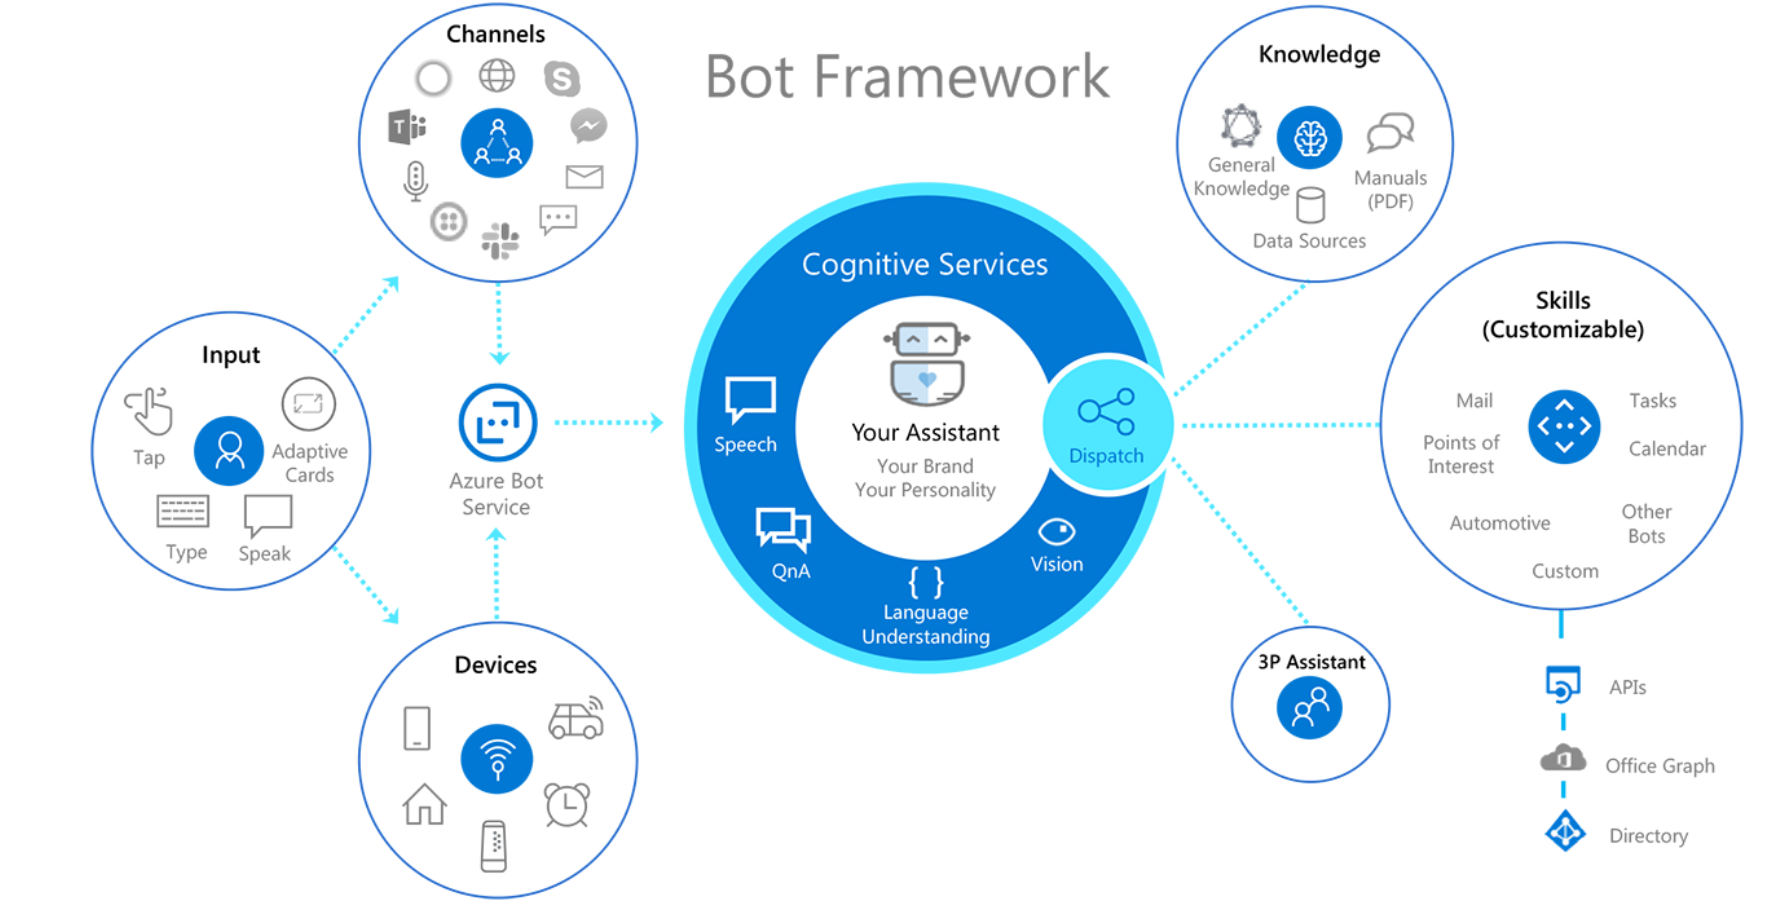 Bot Framework
Channels
T
S
Input
Tap
Adaptive
Cards
Type
Speak
Azure Bot
Service
Devices
Cognitive Services
Your Assistant
Your Brand
Your Personality
Speech
QnA
{ }
Language
Understanding
Vision
Dispatch
Knowledge
General
Knowledge
Manuals
(PDF)
Data Sources
Skills
(Customizable)
Mail
Tasks
Points of
Interest
Calendar
Automotive
Other
Bots
Custom
3P Assistant
APIs
Office Graph
Directory